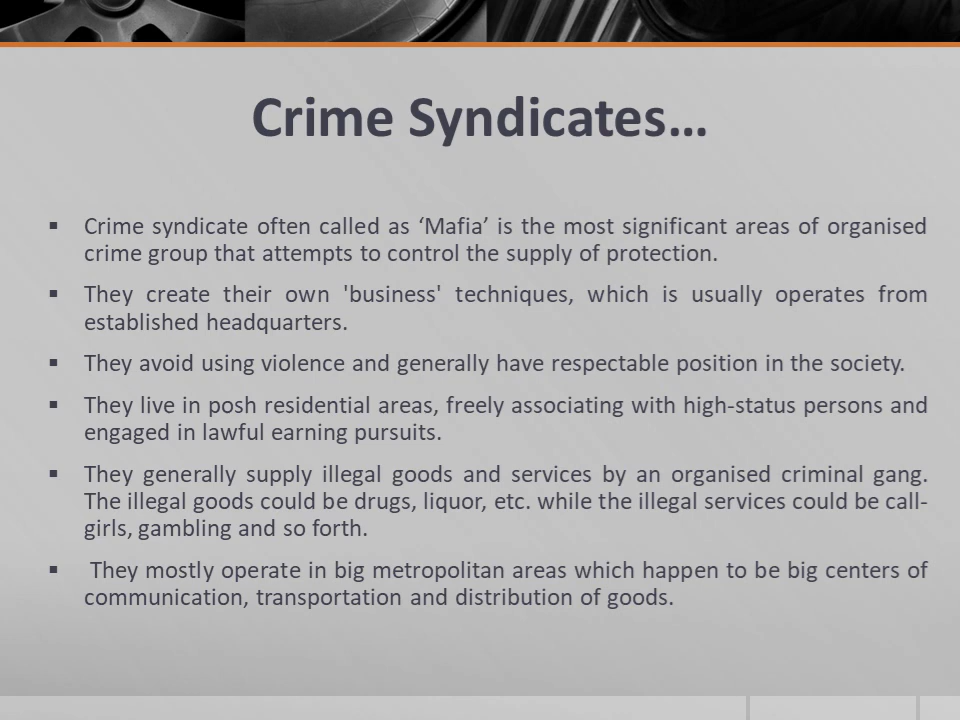 Crime Syndicates…
▪ Crime syndicate often called as ‘Mafia’ is the most significant areas of organised
crime group that attempts to control the supply of protection.
▪ They create their own 'business' techniques, which is usually operates from
established headquarters.
▪ They avoid using violence and generally have respectable position in the society.
▪ They live in posh residential areas, freely associating with high-status persons and
engaged in lawful earning pursuits.
▪ They generally supply illegal goods and services by an organised criminal gang.
The illegal goods could be drugs, liquor, etc. while the illegal services could be call-
girls, gambling and so forth.
▪ They mostly operate in big metropolitan areas which happen to be big centers of
communication, transportation and distribution of goods.